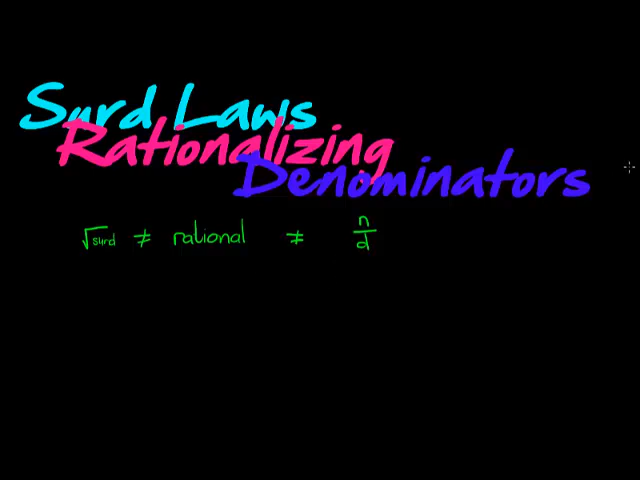 Surd Laws
Rationalizing
Denominators
√surd ≠ rational ≠ n/d